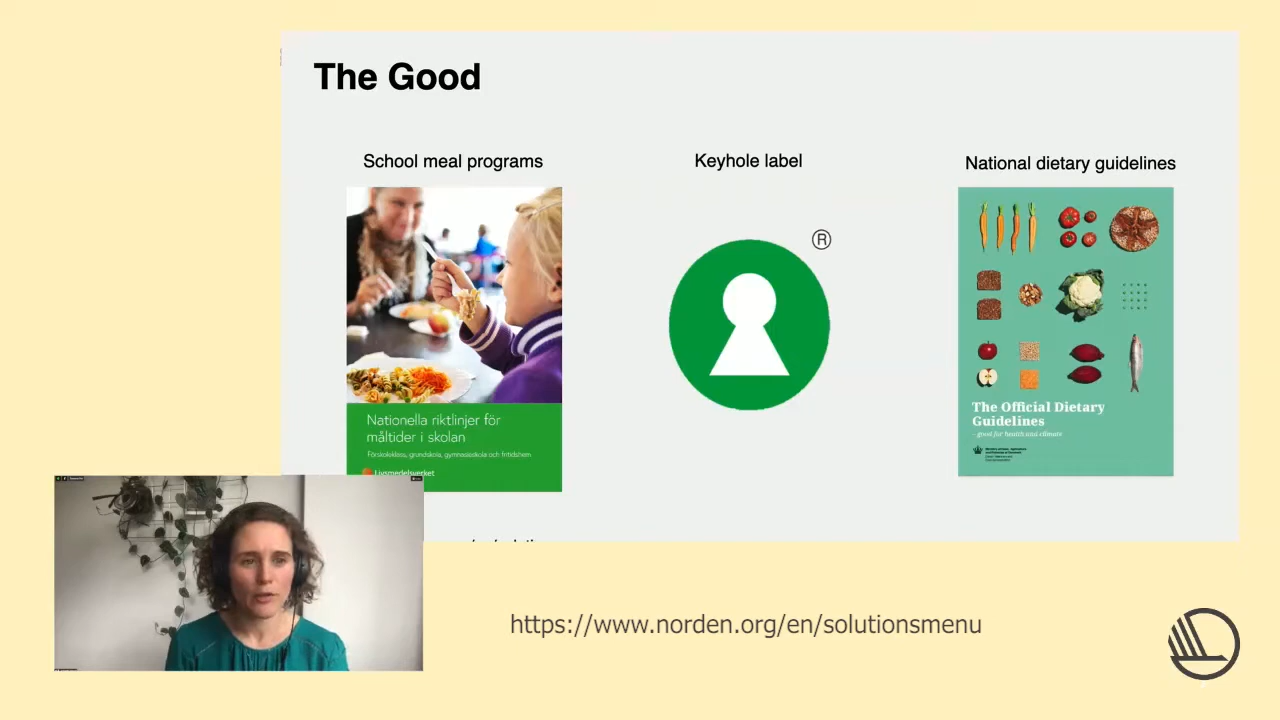 The Good
School meal programs
Keyhole label
National dietary guidelines
®
Nationella riktlinjer för
måltider i skolan
Förskoleklass, grundskola, gymnasieskola och fritidshem
Livsmedelsverket
The Official Dietary
Guidelines
– good for health and climate
https://www.norden.org/en/solutionsmenu